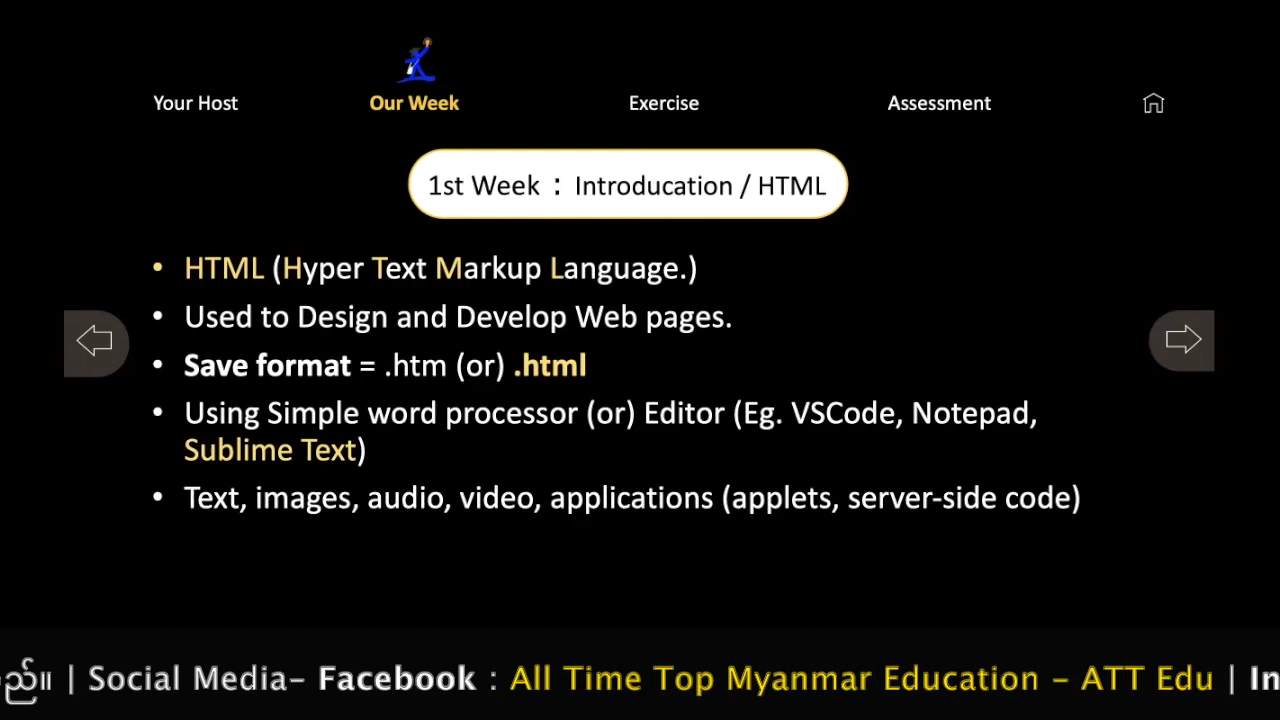 Your Host Our Week Exercise Assessment
1st Week : Introducation / HTML
• HTML (Hyper Text Markup Language.)
• Used to Design and Develop Web pages.
• Save format = .htm (or) .html
• Using Simple word processor (or) Editor (Eg. VSCode, Notepad,
Sublime Text)
• Text, images, audio, video, applications (applets, server-side code)
| Social Media- Facebook : All Time Top Myanmar Education - ATT Edu |